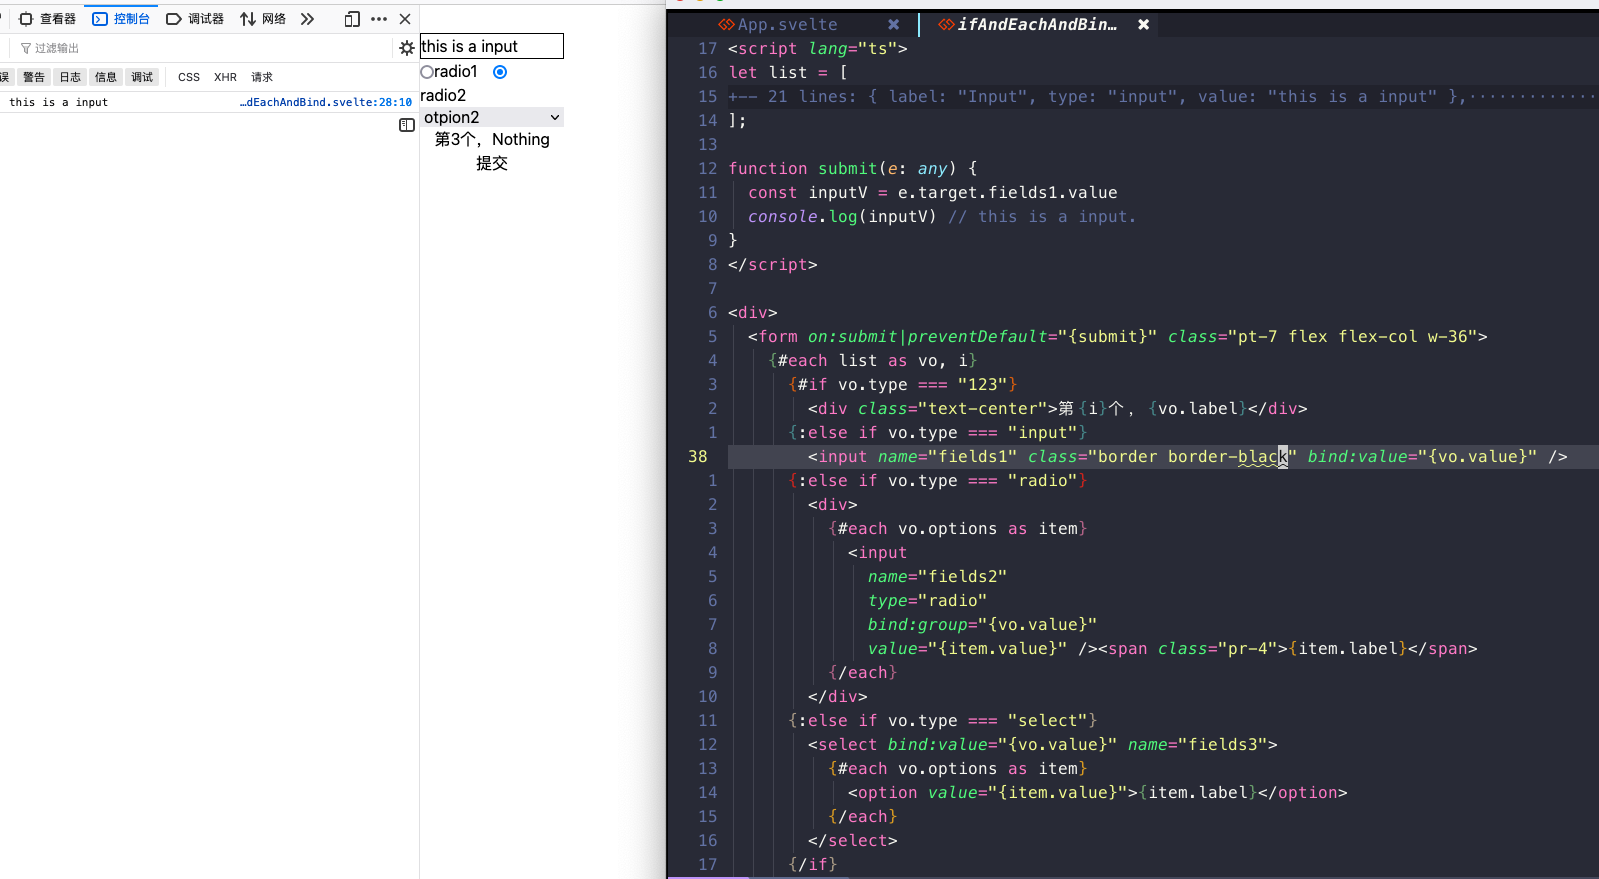 查看器 控制台 调试器 网络
过滤输出
误 警告 日志 信息 调试 CSS XHR 请求
this is a input …dEachAndBind.svelte:28:10
this is a input
radio1
radio2
otpion2
第3个，Nothing
提交
App.svelte ifAndEachAndBin…
17 <script lang="ts">
16 let list = [
15 +-- 21 lines: { label: "Input", type: "input", value: "this is a input" },·············
14 ];
13
12 function submit(e: any) {
11 const inputV = e.target.fields1.value
10 console.log(inputV) // this is a input.
9 }
8 </script>
7
6 <div>
5 <form on:submit|preventDefault="{submit}" class="pt-7 flex flex-col w-36">
4 {#each list as vo, i}
3 {#if vo.type === "123"}
2 <div class="text-center">第{i}个，{vo.label}</div>
1 {:else if vo.type === "input"}
38 <input name="fields1" class="border border-black" bind:value="{vo.value}" />
1 {:else if vo.type === "radio"}
2 <div>
3 {#each vo.options as item}
4 <input
5 name="fields2"
6 type="radio"
7 bind:group="{vo.value}"
8 value="{item.value}" /><span class="pr-4">{item.label}</span>
9 {/each}
10 </div>
11 {:else if vo.type === "select"}
12 <select bind:value="{vo.value}" name="fields3">
13 {#each vo.options as item}
14 <option value="{item.value}">{item.label}</option>
15 {/each}
16 </select>
17 {/if}